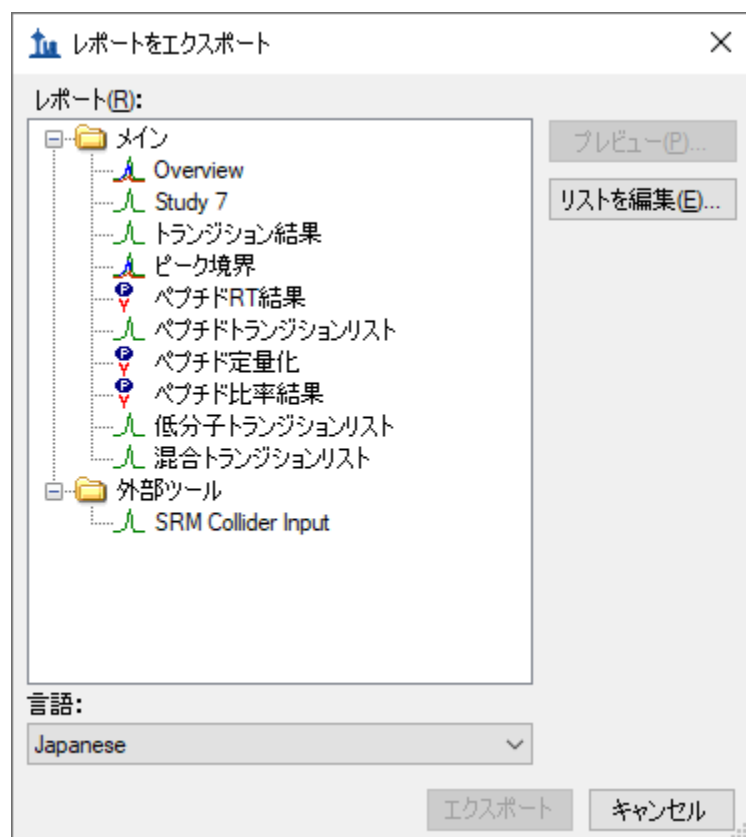 レポートをエクスポート
レポート(R):
メイン
プレビュー(P)...
Overview
リストを編集(E)...
Study 7
トランジション結果
ピーク境界
ペプチドRT結果
ペプチドトランジションリスト
ペプチド定量化
ペプチド比率結果
低分子トランジションリスト
混合トランジションリスト
外部ツール
SRM Collider Input
言語:
Japanese
エクスポート
キャンセル